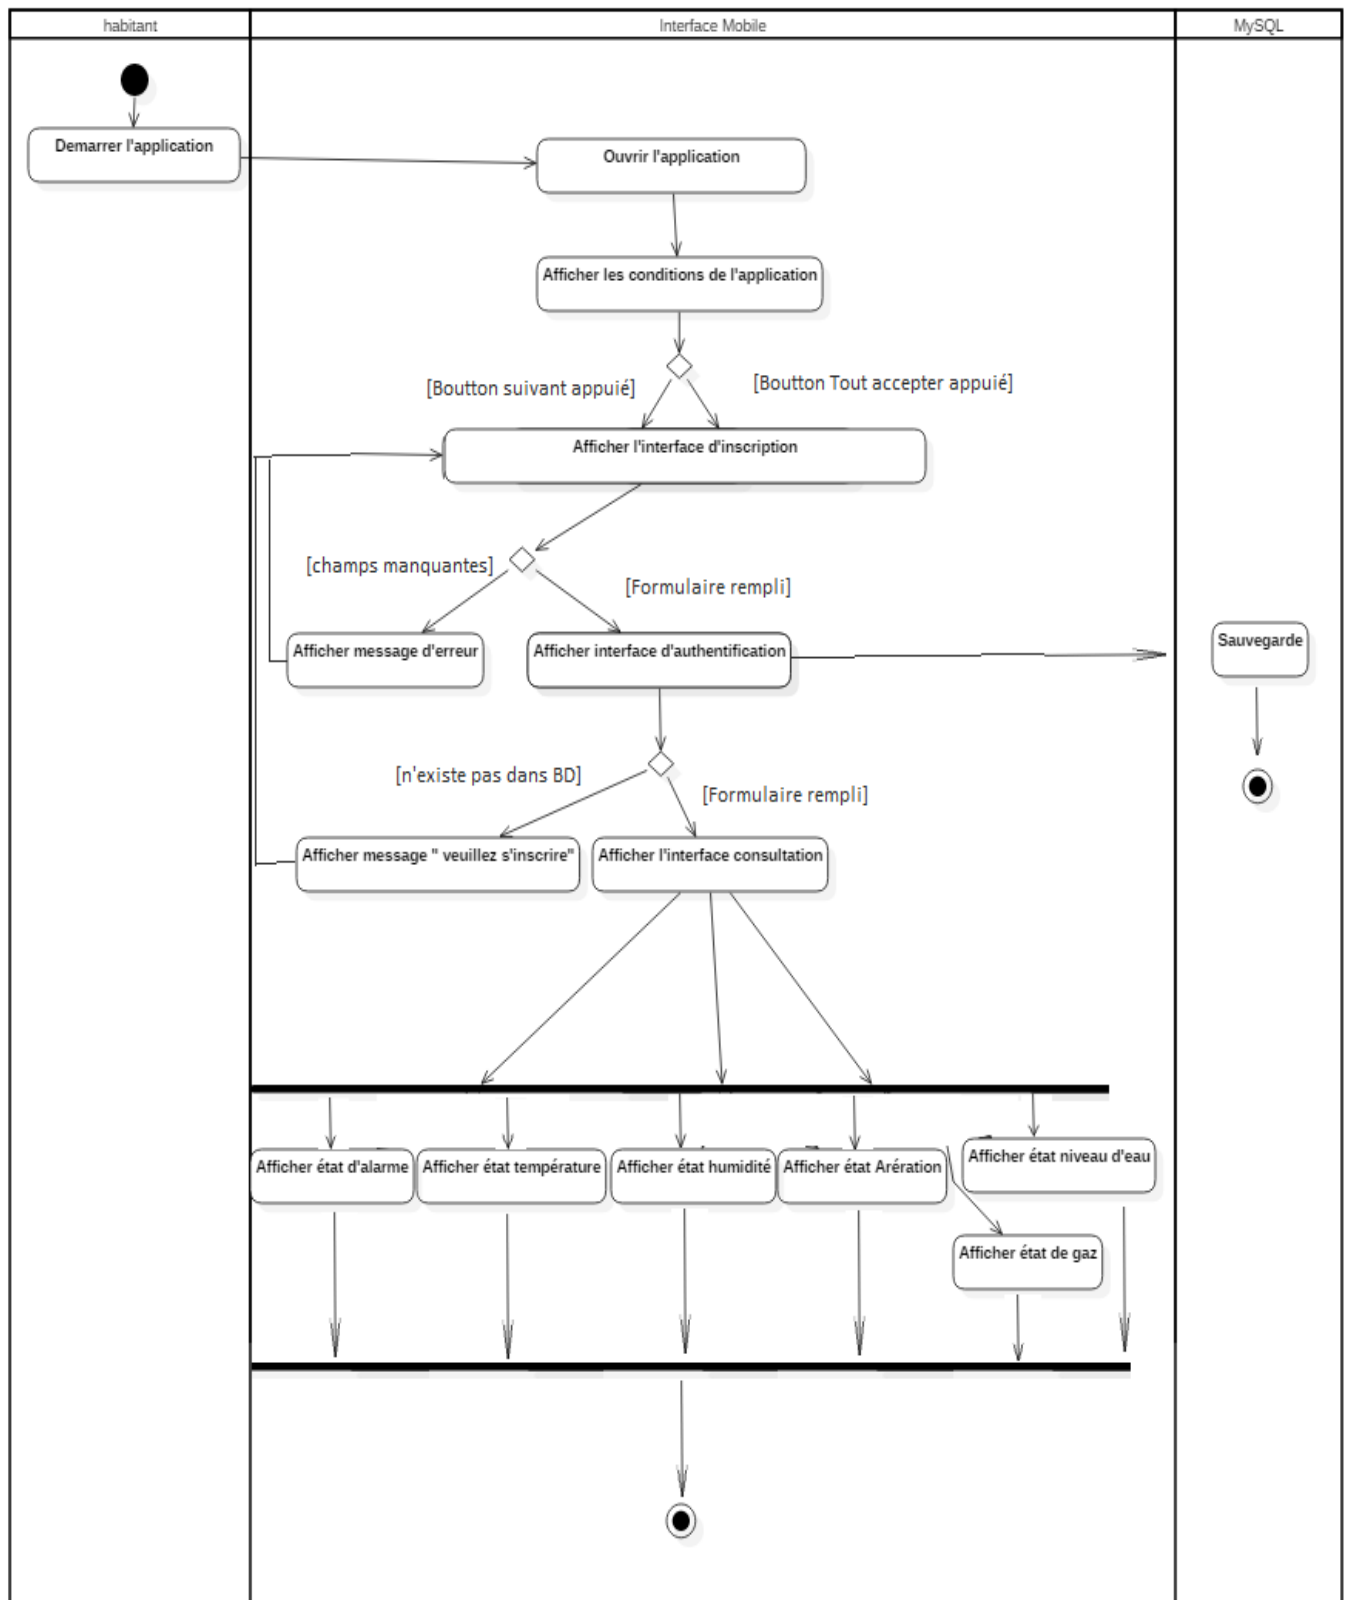 habitant
Interface Mobile
MySQL
Demarrer l'application
Ouvrir l'application
Afficher les conditions de l'application
[Boutton suivant appuié]
[Boutton Tout accepter appuié]
Afficher l'interface d'inscription
[champs manquantes]
[Formulaire rempli]
Afficher message d'erreur
Afficher interface d'authentification
Sauvegarde
[n'existe pas dans BD]
[Formulaire rempli]
Afficher message " veuillez s'inscrire"
Afficher l'interface consultation
Afficher état d'alarme
Afficher état température
Afficher état humidité
Afficher état Arération
Afficher état niveau d'eau
Afficher état de gaz